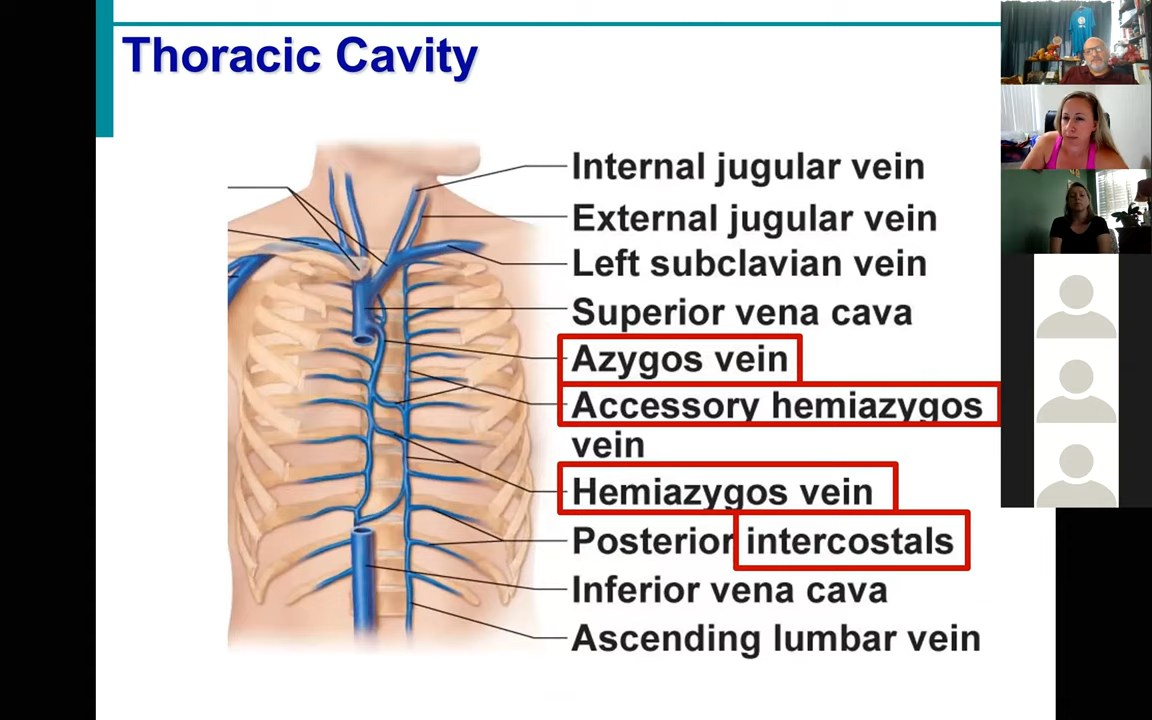 Thoracic Cavity
Internal jugular vein
External jugular vein
Left subclavian vein
Superior vena cava
Azygos vein
Accessory hemiazygos
vein
Hemiazygos vein
Posterior intercostals
Inferior vena cava
Ascending lumbar vein